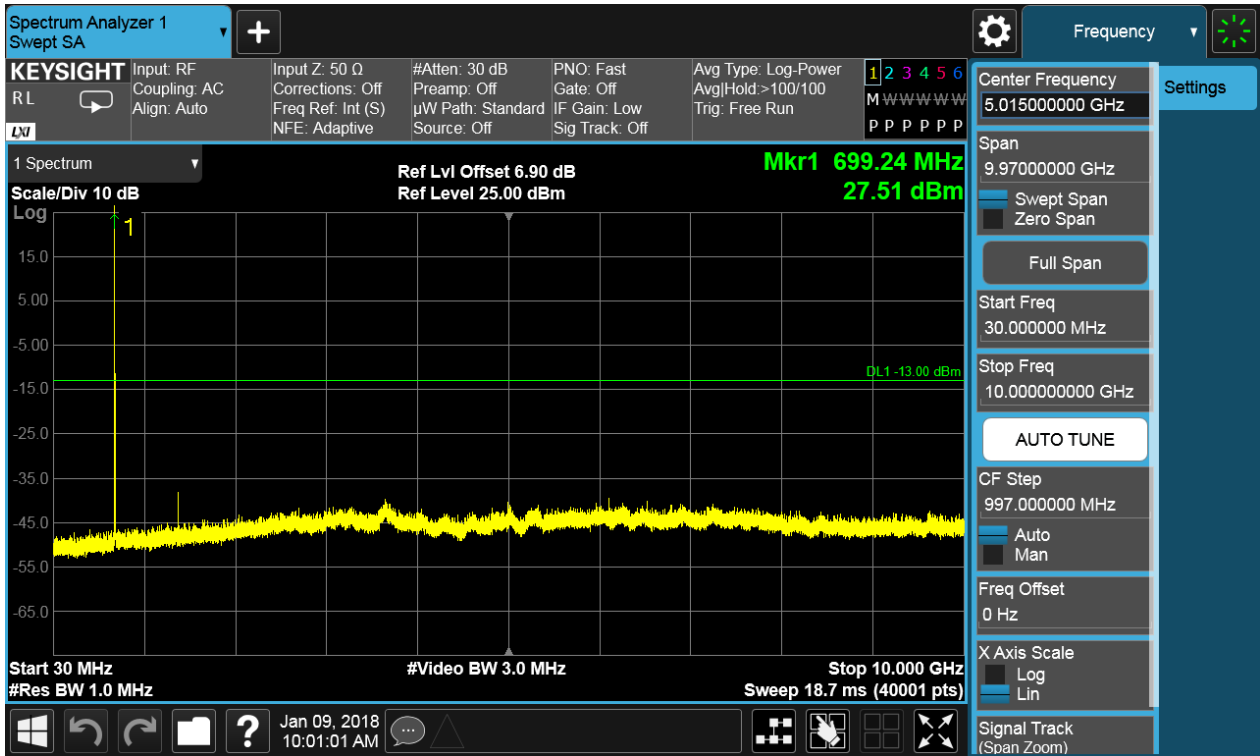 Spectrum Analyzer 1
Swept SA
+
Frequency
KEYSIGHT
R L
LXI
Input: RF
Coupling: AC
Align: Auto
Input Z: 50 Ω
Corrections: Off
Freq Ref: Int (S)
NFE: Adaptive
#Atten: 30 dB
Preamp: Off
µW Path: Standard
Source: Off
PNO: Fast
Gate: Off
IF Gain: Low
Sig Track: Off
Avg Type: Log-Power
Avg|Hold:>100/100
Trig: Free Run
1 2 3 4 5 6
M W W W W W
P P P P P P
1 Spectrum
Scale/Div 10 dB
Log
Ref Lvl Offset 6.90 dB
Ref Level 25.00 dBm
Mkr1 699.24 MHz
27.51 dBm
1
15.0
5.00
-5.00
-15.0
-25.0
-35.0
-45.0
-55.0
-65.0
DL1 -13.00 dBm
Start 30 MHz
#Res BW 1.0 MHz
#Video BW 3.0 MHz
Stop 10.000 GHz
Sweep 18.7 ms (40001 pts)
Settings
Center Frequency
5.015000000 GHz
Span
9.97000000 GHz
Swept Span
Zero Span
Full Span
Start Freq
30.000000 MHz
Stop Freq
10.000000000 GHz
AUTO TUNE
CF Step
997.000000 MHz
Auto
Man
Freq Offset
0 Hz
X Axis Scale
Log
Lin
Signal Track
(Span Zoom)
?
Jan 09, 2018
10:01:01 AM